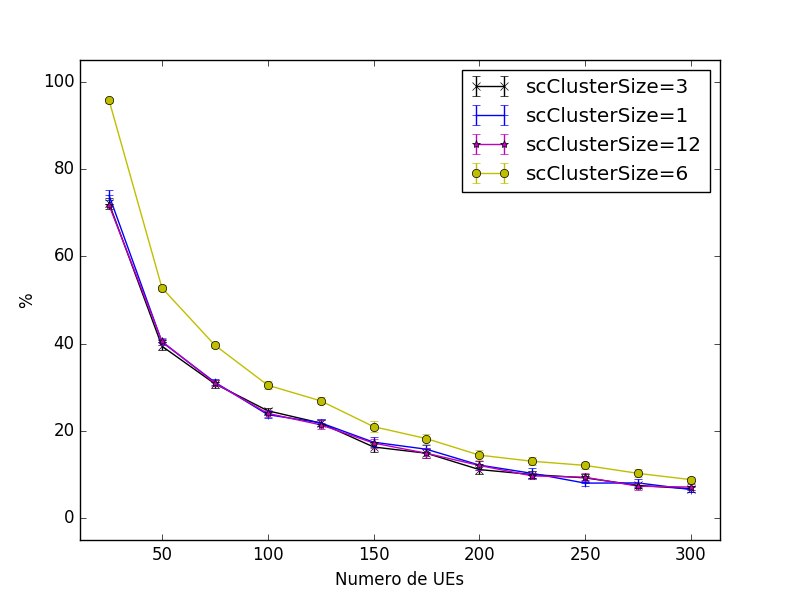 100
80
60
40
20
0
%
scClusterSize=3
scClusterSize=1
scClusterSize=12
scClusterSize=6
50
100
150
200
250
300
Numero de UEs